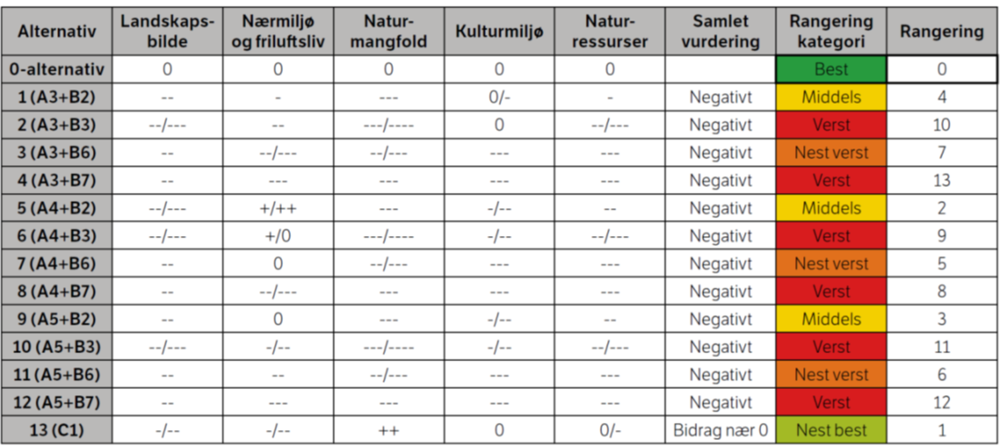 Alternativ Landskaps-bilde Nærmiljø og friluftsliv Natur-mangfold Kulturmiljø Natur-ressurser Samlet vurdering Rangering kategori Rangering
0-alternativ 0 0 0 0 0 Best 0
1 (A3+B2) -- - --- 0/- - Negativt Middels 4
2 (A3+B3) --/--- -- ---/---- 0 --/--- Negativt Verst 10
3 (A3+B6) -- --/--- --/--- --- --- Negativt Nest verst 7
4 (A3+B7) -- --- --- --- --- Negativt Verst 13
5 (A4+B2) --/--- +/++ --- -/-- -- Negativt Middels 2
6 (A4+B3) --/--- +/0 ---/---- -/-- --/--- Negativt Verst 9
7 (A4+B6) -- 0 --/--- --- --- Negativt Nest verst 5
8 (A4+B7) -- --/--- --- --- --- Negativt Verst 8
9 (A5+B2) -- 0 --- -/-- -- Negativt Middels 3
10 (A5+B3) --/--- -/-- ---/---- -/-- --/--- Negativt Verst 11
11 (A5+B6) -- -- --/--- --- --- Negativt Nest verst 6
12 (A5+B7) -- --- --- --- --- Negativt Verst 12
13 (C1) -/-- -/-- ++ 0 0/- Bidrag nær 0 Nest best 1